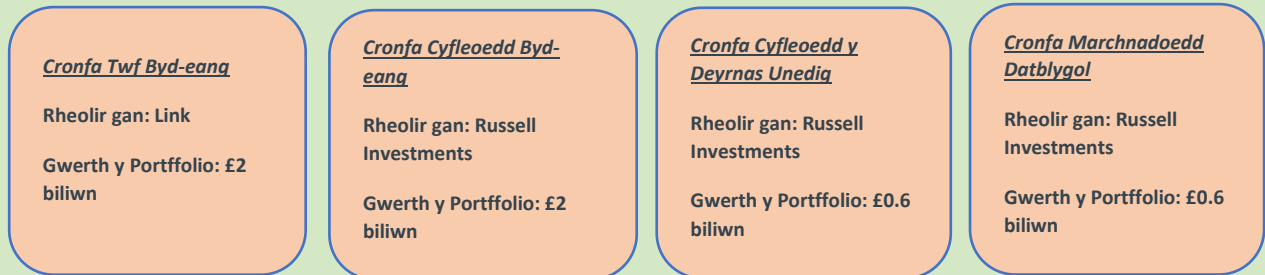 Cronfa Twf Byd-eang
Rheolir gan: Link
Gwerth y Portffolio: £2
biliwn
Cronfa Cyfleoedd Byd-
eang
Rheolir gan: Russell
Investments
Gwerth y Portffolio: £2
biliwn
Cronfa Cyfleoedd y
Deyrnas Unedig
Rheolir gan: Russell
Investments
Gwerth y Portffolio: £0.6
biliwn
Cronfa Marchnadoedd
Datblygol
Rheolir gan: Russell
Investments
Gwerth y Portffolio: £0.6
biliwn